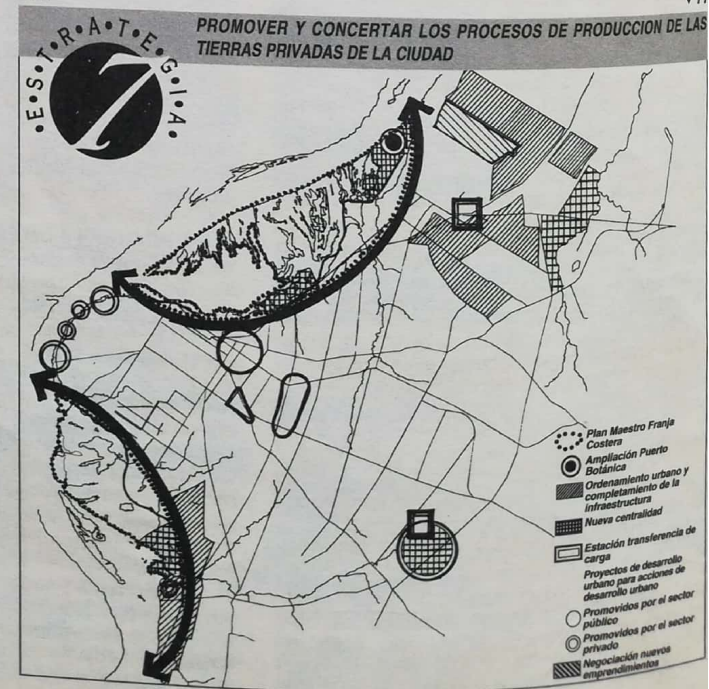 PROMOVER Y CONCERTAR LOS PROCESOS DE PRODUCCION DE LAS
TIERRAS PRIVADAS DE LA CIUDAD
E•S•T•R•A•T•E•G•I•A•
Plan Maestro Franja
Costera
Ampliación Puerto
Botánica
Ordenamiento urbano y
completamiento de la
infraestructura
Nueva centralidad
Estación transferencia de
carga
Proyectos de desarrollo
urbano para acciones de
desarrollo urbano
Promovidos por el sector
público
Promovidos por el sector
privado
Negociación nuevos
emprendimientos